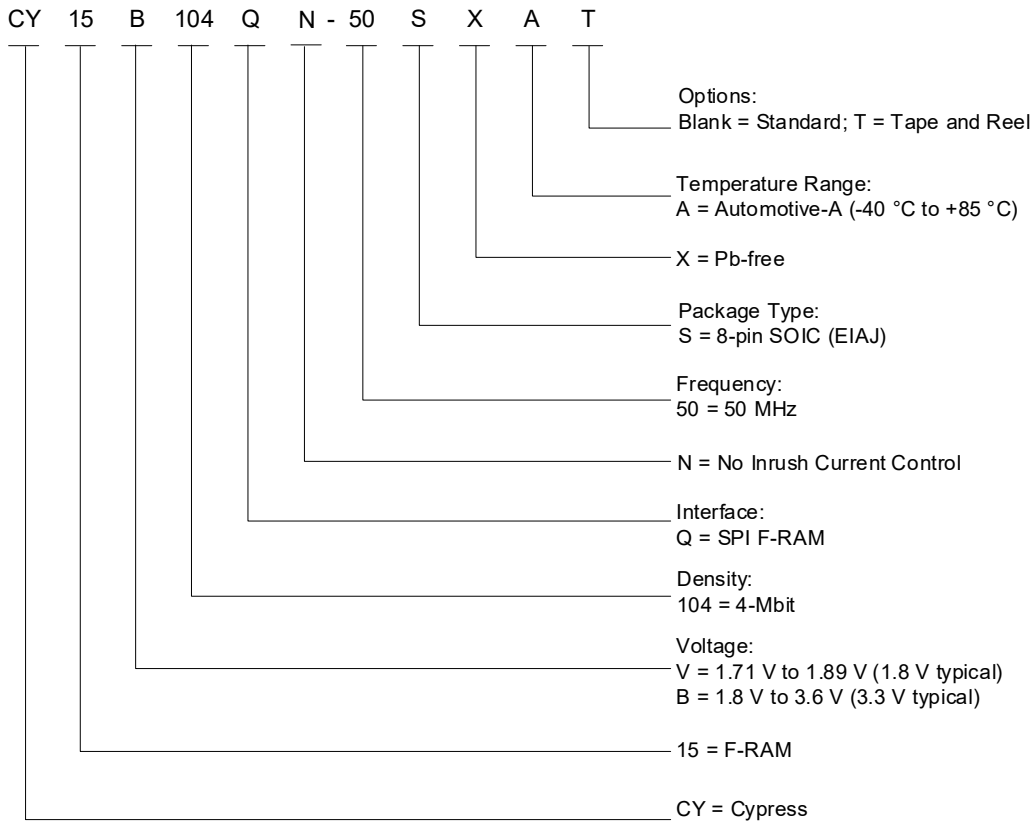 CY 15 B 104 Q N - 50 S X A T
Options:
Blank = Standard; T = Tape and Reel
Temperature Range:
A = Automotive-A (-40 °C to +85 °C)
X = Pb-free
Package Type:
S = 8-pin SOIC (EIAJ)
Frequency:
50 = 50 MHz
N = No Inrush Current Control
Interface:
Q = SPI F-RAM
Density:
104 = 4-Mbit
Voltage:
V = 1.71 V to 1.89 V (1.8 V typical)
B = 1.8 V to 3.6 V (3.3 V typical)
15 = F-RAM
CY = Cypress